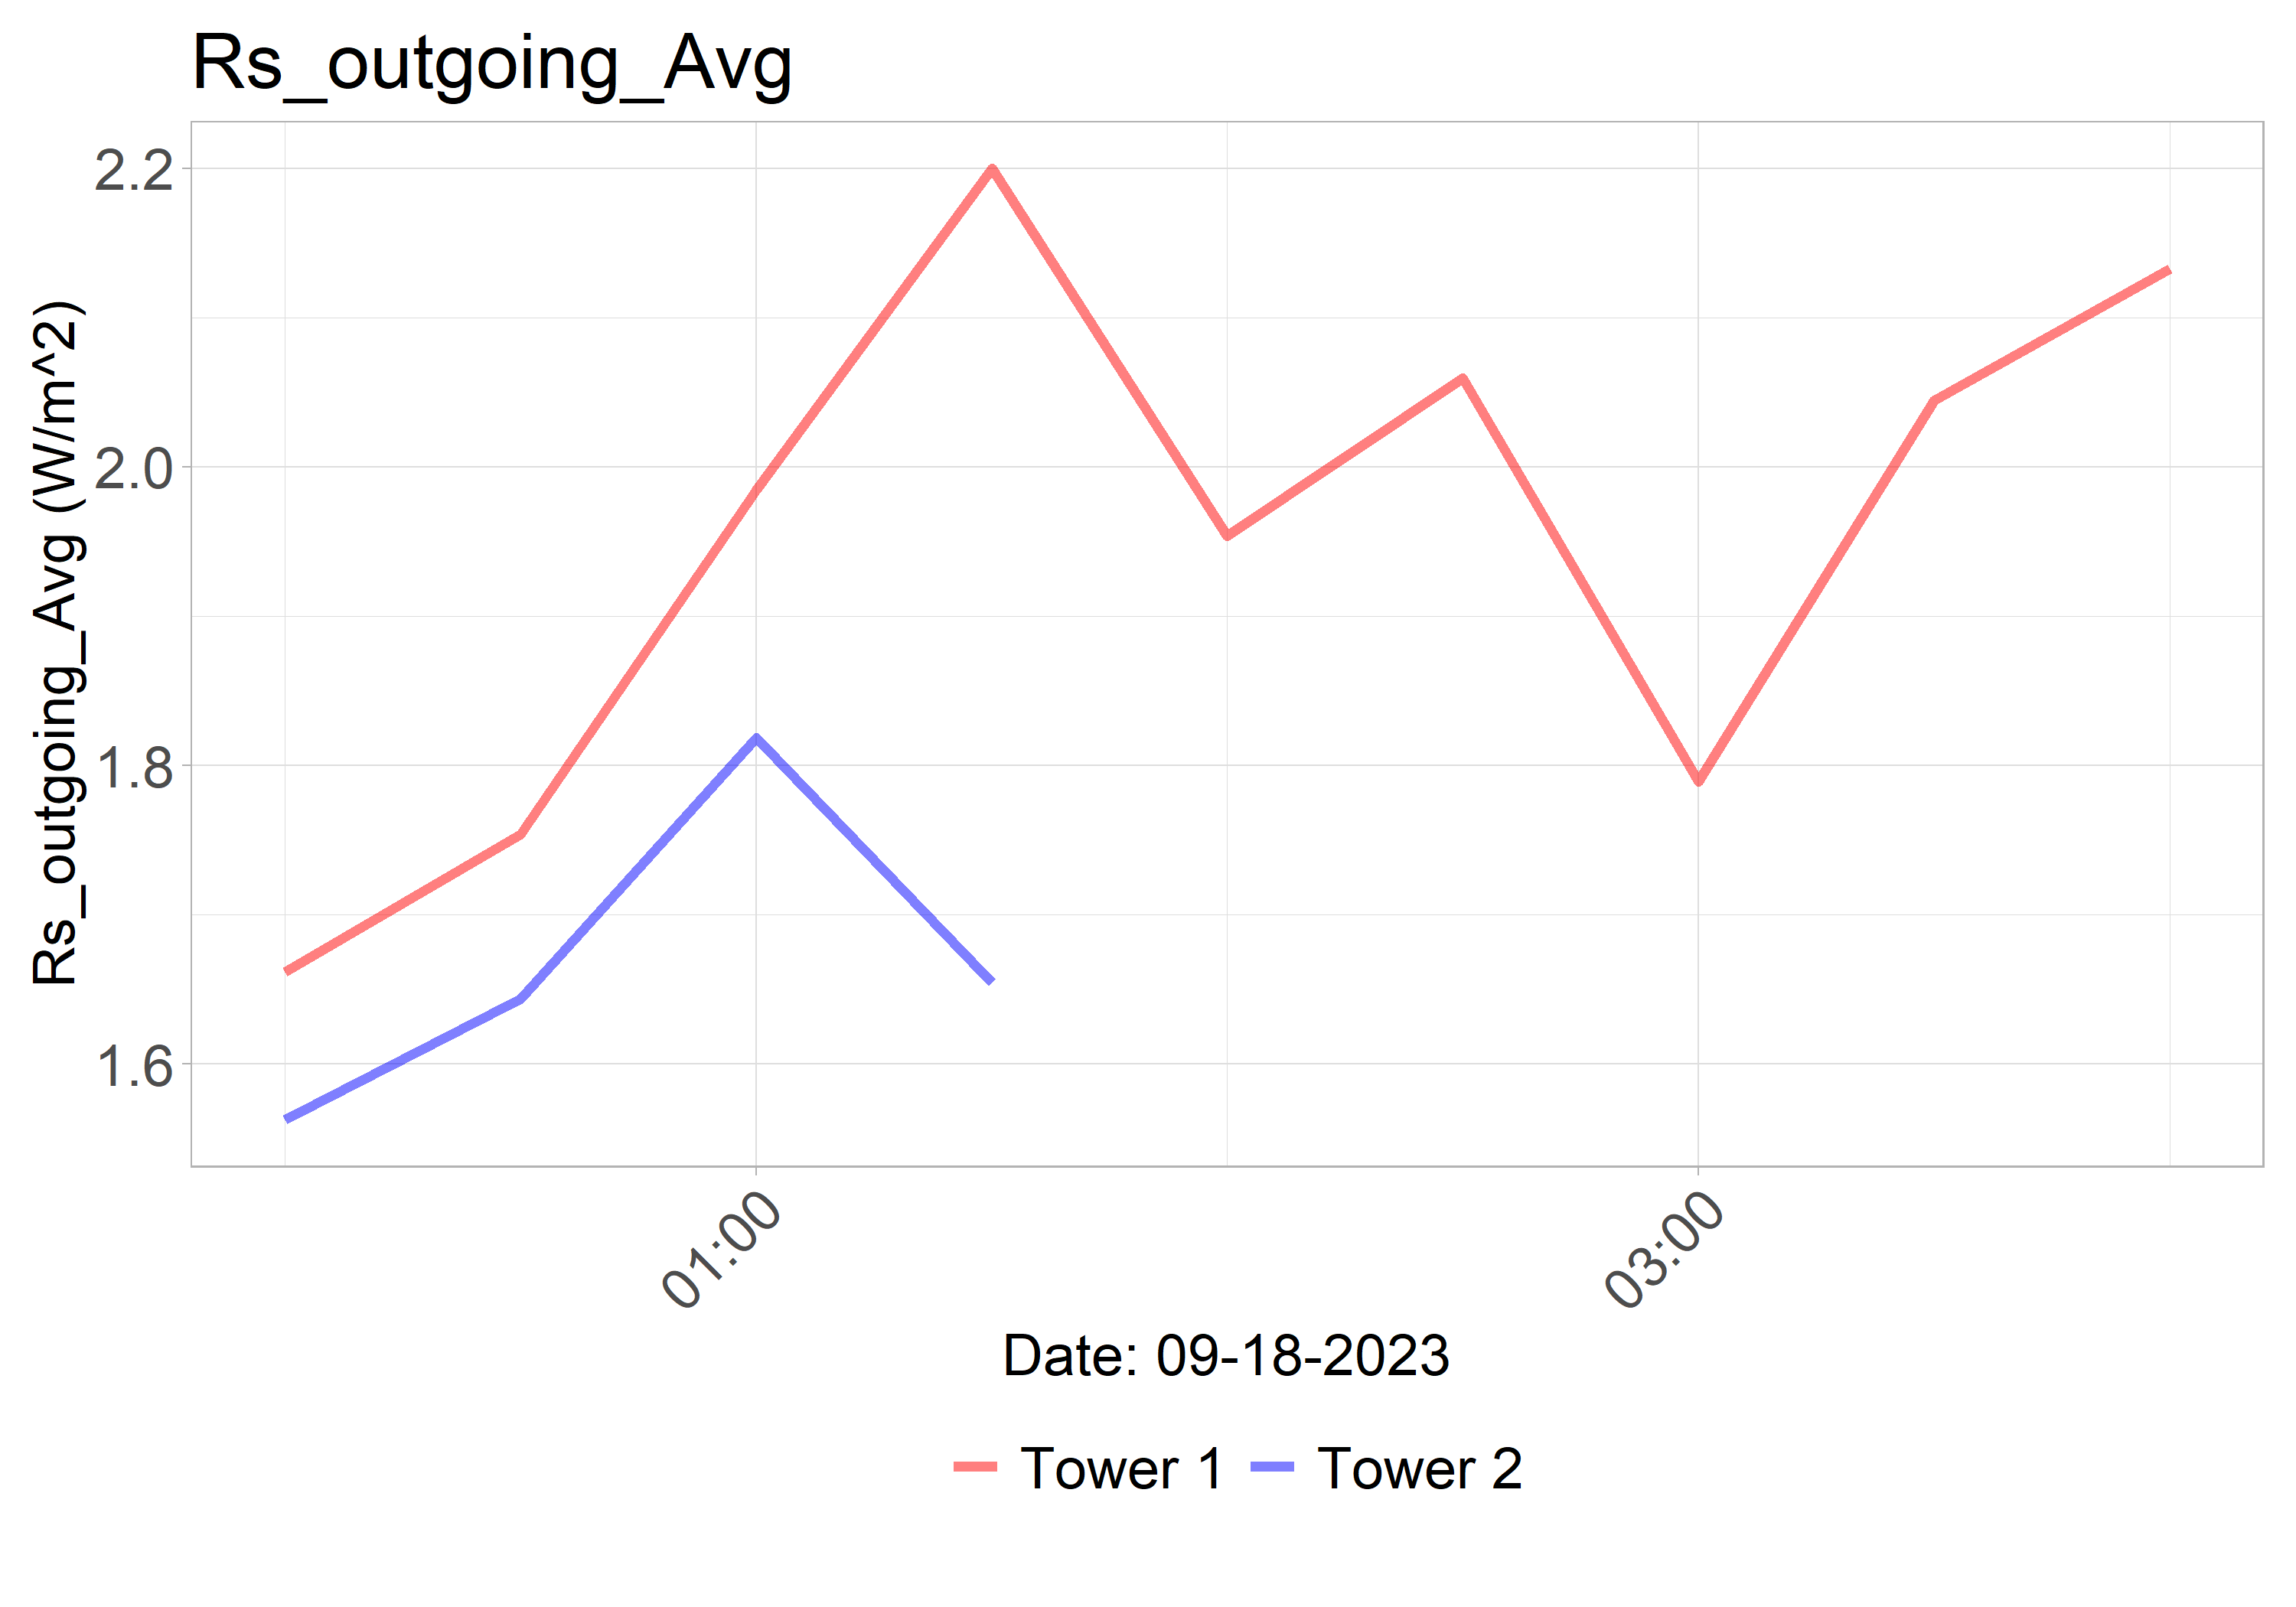 Rs_outgoing_Avg
Rs_outgoing_Avg (W/m^2)
2.2
2.0
1.8
1.6
01:00
03:00
Date: 09-18-2023
Tower 1 Tower 2